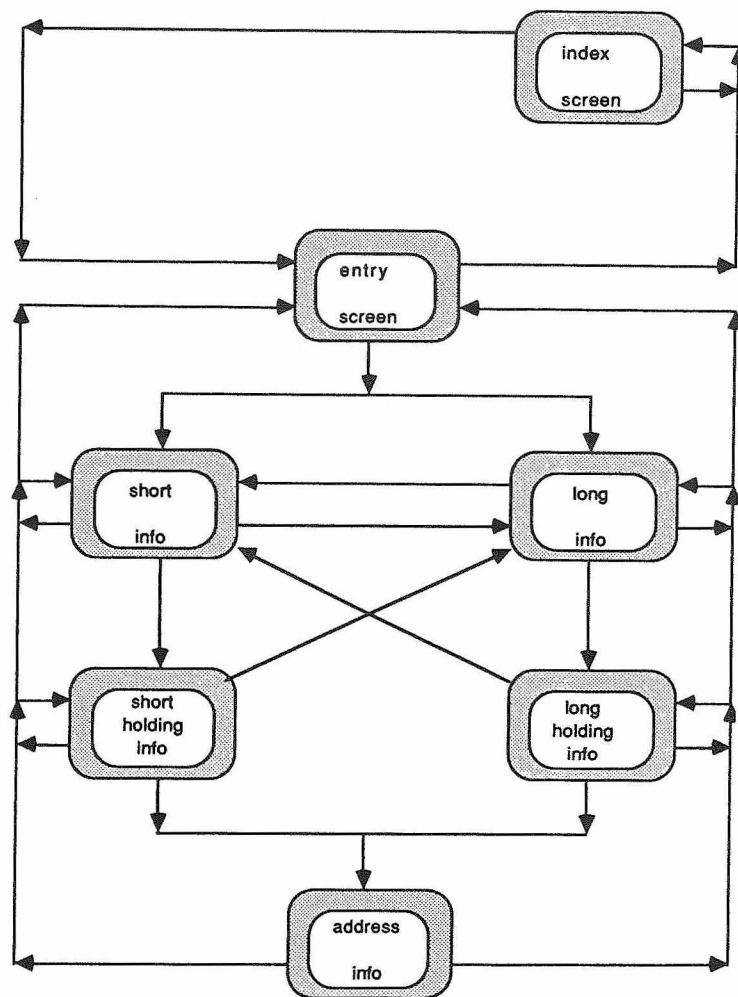 index
screen
entry
screen
short
info
long
info
short
holding
info
long
holding
info
address
info